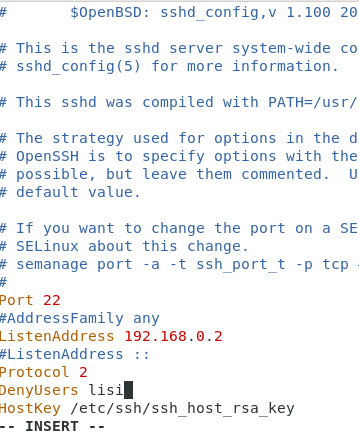 #       $OpenBSD: sshd_config,v 1.100 20
# This is the sshd server system-wide co
# sshd_config(5) for more information.
# This sshd was compiled with PATH=/usr/
# The strategy used for options in the d
# OpenSSH is to specify options with the
# possible, but leave them commented.  U
# default value.
# If you want to change the port on a SE
# SELinux about this change.
# semanage port -a -t ssh_port_t -p tcp
#
Port 22
#AddressFamily any
ListenAddress 192.168.0.2
#ListenAddress ::
Protocol 2
DenyUsers lisi
HostKey /etc/ssh/ssh_host_rsa_key
-- INSERT --